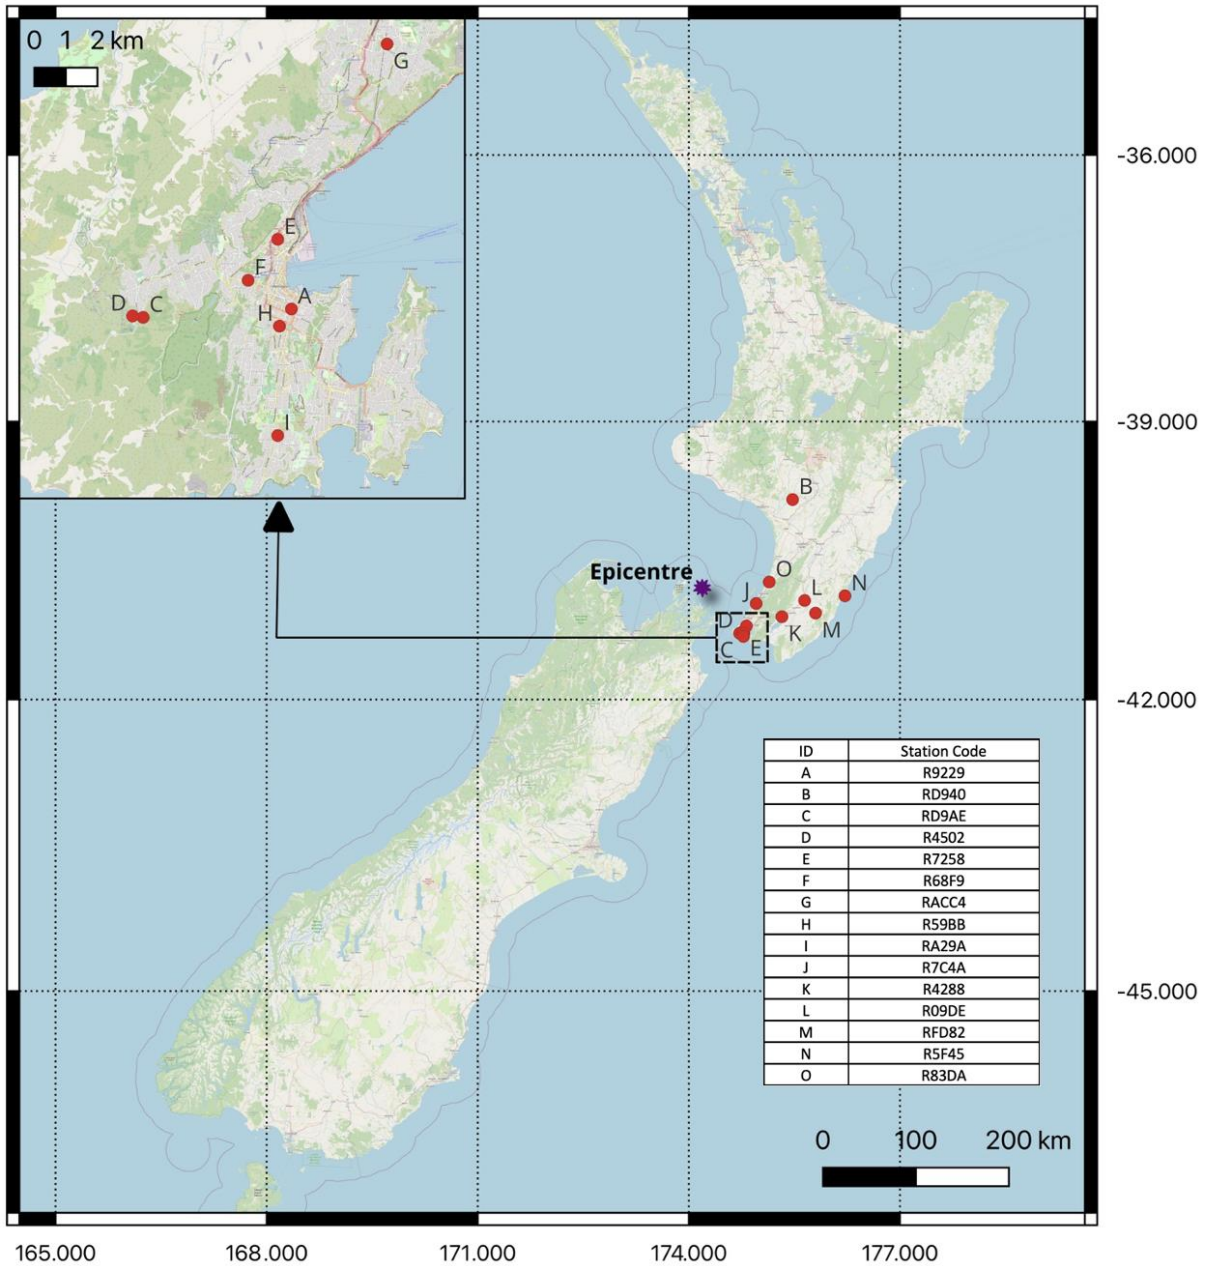 0 1 2 km
G
E
F
D C
A
H
I
-36.000
-39.000
B
Epicentre
O
J
L
N
D
K
M
C
E
-42.000
ID Station Code
A R9229
B RD940
C RD9AE
D R4502
E R7258
F R68F9
G RACC4
H R59BB
I RA29A
J R7C4A
K R4288
L R09DE
M RFD82
N R5F45
O R83DA
-45.000
0 100 200 km
165.000 168.000 171.000 174.000 177.000